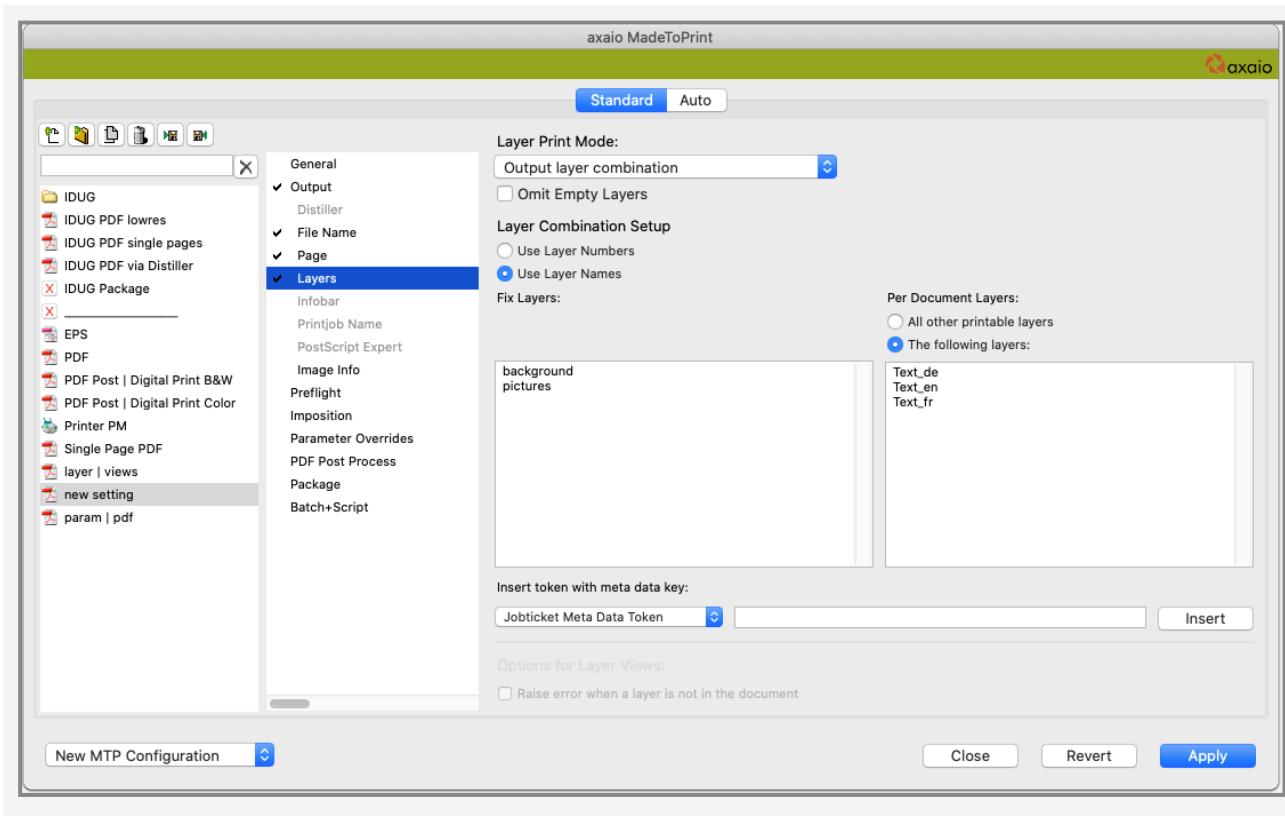 axaio MadeToPrint
axaio
Standard
Auto
IDUG
IDUG PDF lowres
IDUG PDF single pages
IDUG PDF via Distiller
IDUG Package
_________________
EPS
PDF
PDF Post | Digital Print B&W
PDF Post | Digital Print Color
Printer PM
Single Page PDF
layer | views
new setting
param | pdf
General
Output
Distiller
File Name
Page
Layers
Infobar
Printjob Name
PostScript Expert
Image Info
Preflight
Imposition
Parameter Overrides
PDF Post Process
Package
Batch+Script
Layer Print Mode:
Output layer combination
Omit Empty Layers
Layer Combination Setup
Use Layer Numbers
Use Layer Names
Fix Layers:
background
pictures
Per Document Layers:
All other printable layers
The following layers:
Text_de
Text_en
Text_fr
Insert token with meta data key:
Jobticket Meta Data Token
Insert
Options for Layer Views:
Raise error when a layer is not in the document
New MTP Configuration
Close
Revert
Apply